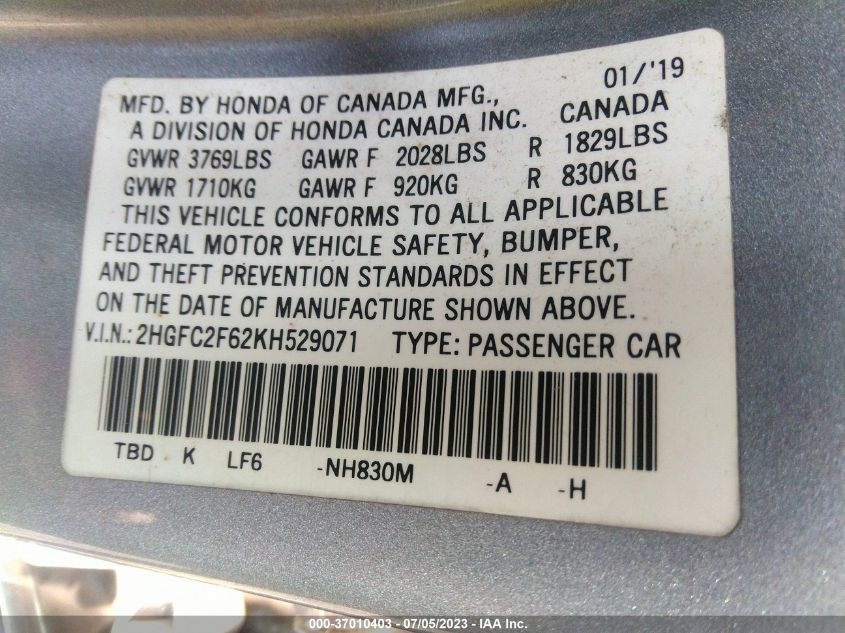 01/'19
MFD. BY HONDA OF CANADA MFG.,
A DIVISION OF HONDA CANADA INC. CANADA
GVWR 3769LBS GAWR F 2028LBS R 1829LBS
GVWR 1710KG GAWR F 920KG R 830KG
THIS VEHICLE CONFORMS TO ALL APPLICABLE
FEDERAL MOTOR VEHICLE SAFETY, BUMPER,
AND THEFT PREVENTION STANDARDS IN EFFECT
ON THE DATE OF MANUFACTURE SHOWN ABOVE.
V.I.N.: 2HGFC2F62KH529071 TYPE: PASSENGER CAR
TBD K LF6 -NH830M -A -H
000-37010403 - 07/05/2023 - IAA Inc.